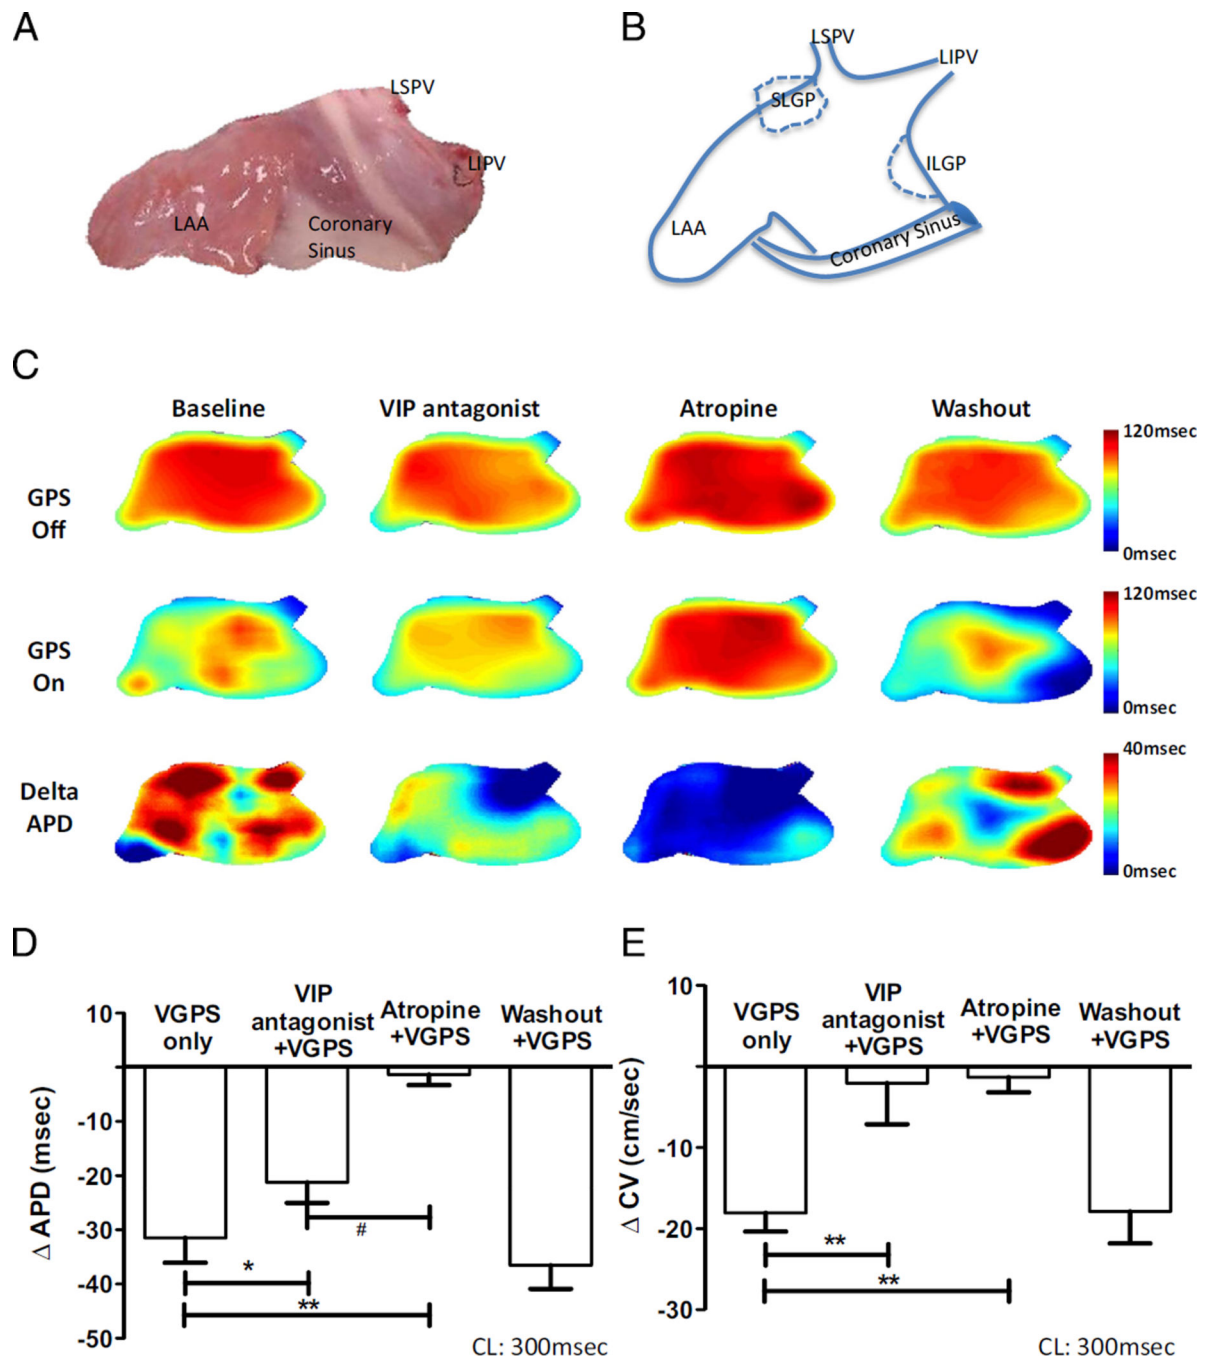 A
LSPV
LIPV
LAA
Coronary
Sinus
B
LSPV
LIPV
SLGP
ILGP
LAA
Coronary Sinus
C
Baseline
VIP antagonist
Atropine
Washout
GPS
Off
120msec
0msec
GPS
On
120msec
0msec
Delta
APD
40msec
0msec
D
Δ APD (msec)
10
-10
-20
-30
-40
-50
VGPS
only
VIP
antagonist
+VGPS
Atropine
+VGPS
Washout
+VGPS
#
*
**
CL: 300msec
E
Δ CV (cm/sec)
10
-10
-20
-30
VGPS
only
VIP
antagonist
+VGPS
Atropine
+VGPS
Washout
+VGPS
**
**
CL: 300msec